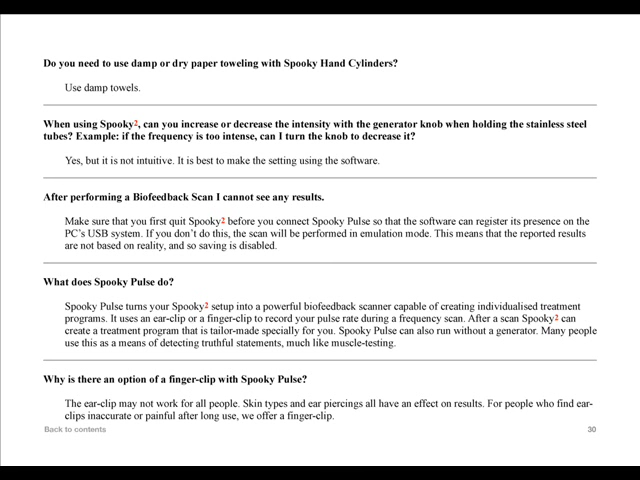 Do you need to use damp or dry paper toweling with Spooky Hand Cylinders?
Use damp towels.
When using Spooky2, can you increase or decrease the intensity with the generator knob when holding the stainless steel
tubes? Example: if the frequency is too intense, can I turn the knob to decrease it?
Yes, but it is not intuitive. It is best to make the setting using the software.
After performing a Biofeedback Scan I cannot see any results.
Make sure that you first quit Spooky2 before you connect Spooky Pulse so that the software can register its presence on the
PC's USB system. If you don't do this, the scan will be performed in emulation mode. This means that the reported results
are not based on reality, and so saving is disabled.
What does Spooky Pulse do?
Spooky Pulse turns your Spooky2 setup into a powerful biofeedback scanner capable of creating individualised treatment
programs. It uses an ear-clip or a finger-clip to record your pulse rate during a frequency scan. After a scan Spooky2 can
create a treatment program that is tailor-made specially for you. Spooky Pulse can also run without a generator. Many people
use this as a means of detecting truthful statements, much like muscle-testing.
Why is there an option of a finger-clip with Spooky Pulse?
The ear-clip may not work for all people. Skin types and ear piercings all have an effect on results. For people who find ear-
clips inaccurate or painful after long use, we offer a finger-clip.
Back to contents 30